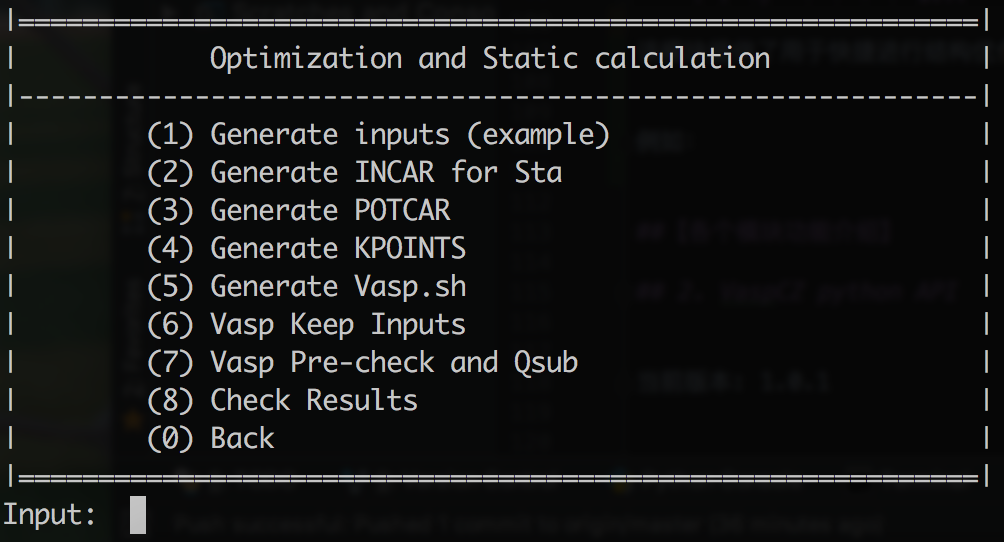 |============================================================|
| Optimization and Static calculation |
|------------------------------------------------------------|
| (1) Generate inputs (example) |
| (2) Generate INCAR for Sta |
| (3) Generate POTCAR |
| (4) Generate KPOINTS |
| (5) Generate Vasp.sh |
| (6) Vasp Keep Inputs |
| (7) Vasp Pre-check and Qsub |
| (8) Check Results |
| (0) Back |
|============================================================|
Input: